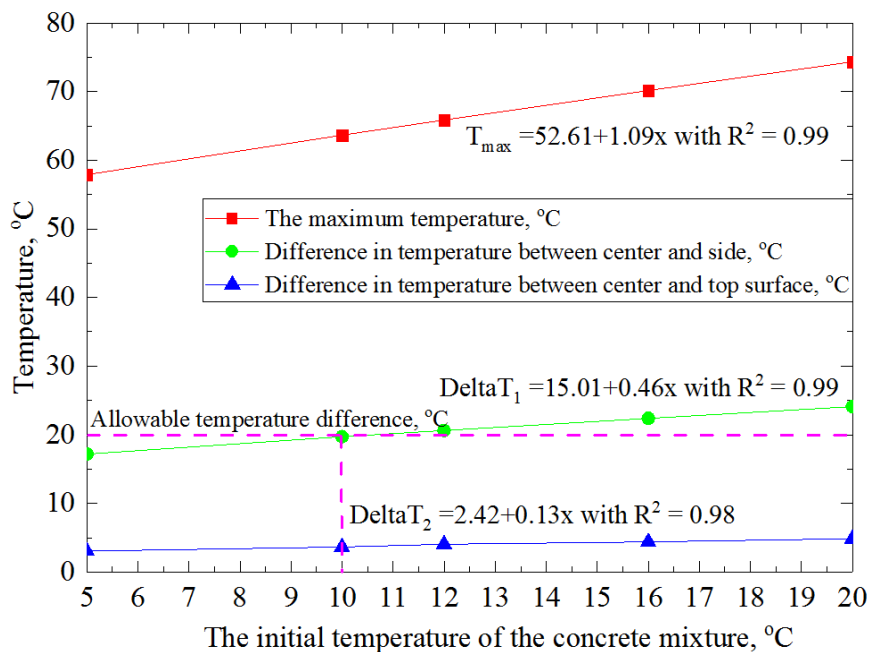 80
70
60
50
40
30
20
10
0
Temperature, °C
T_max =52.61+1.09x with R² = 0.99
The maximum temperature, °C
Difference in temperature between center and side, °C
Difference in temperature between center and top surface, °C
DeltaT₁ =15.01+0.46x with R² = 0.99
Allowable temperature difference, °C
DeltaT₂ =2.42+0.13x with R² = 0.98
5 6 7 8 9 10 11 12 13 14 15 16 17 18 19 20
The initial temperature of the concrete mixture, °C